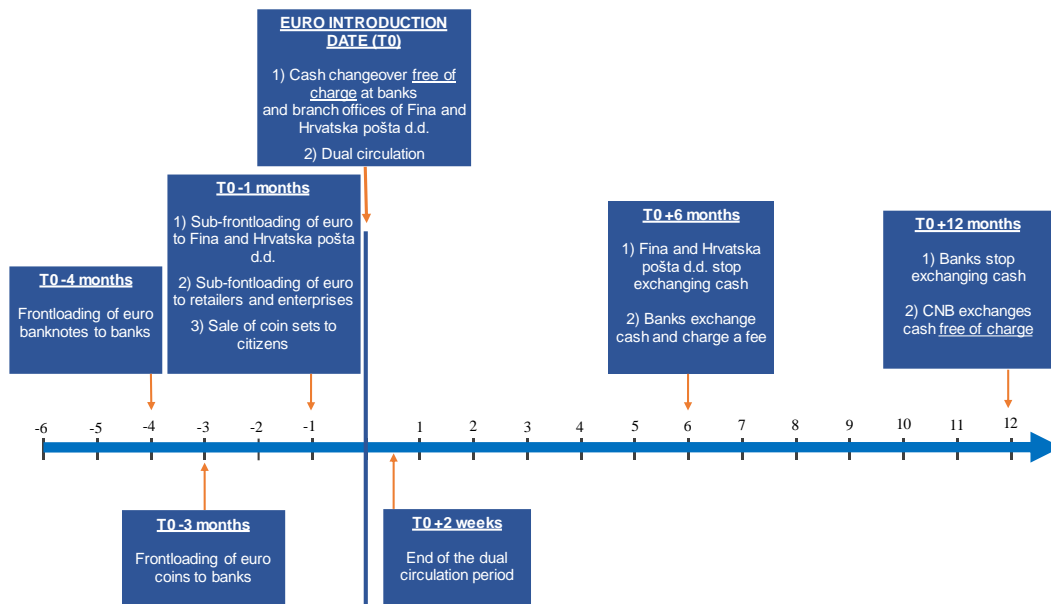 EURO INTRODUCTION
DATE (T0)
1) Cash changeover free of
charge at banks
and branch offices of Fina and
Hrvatska pošta d.d.
2) Dual circulation
T0-1 months
1) Sub-frontloading of euro
to Fina and Hrvatska pošta
d.d.
2) Sub-fontloading of euro
to retailers and enterprises
3) Sale of coin sets to
citizens
T0+6 months
1) Fina and Hrvatska
pošta d.d. stop
exchanging cash
2) Banks exchange
cash and charge a fee
T0+12 months
1) Banks stop
exchanging cash
2) CNB exchanges
cash free of charge
T0-4 months
Frontloading of euro
banknotes to banks
-6 -5 -4 -3 -2 -1 1 2 3 4 5 6 7 8 9 10 11 12
T0-3 months
Frontloading of euro
coins to banks
T0+2 weeks
End of the dual
circulation period